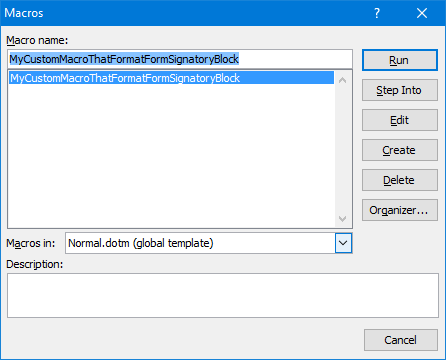 Macros
Macro name:
MyCustomMacroThatFormatFormSignatoryBlock
Run
MyCustomMacroThatFormatFormSignatoryBlock
Step Into
Edit
Create
Delete
Organizer...
Macros in: Normal.dotm (global template)
Description:
Cancel